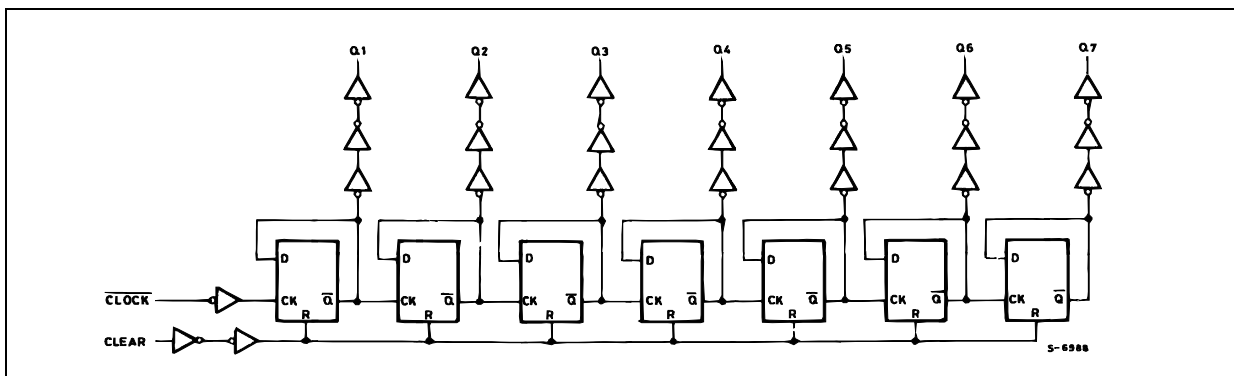 Q1 Q2 Q3 Q4 Q5 Q6 Q7
D D D D D D D
CLOCK CK Q CK Q CK Q CK Q CK Q CK Q CK Q
R R R R R R R
CLEAR
S-6988